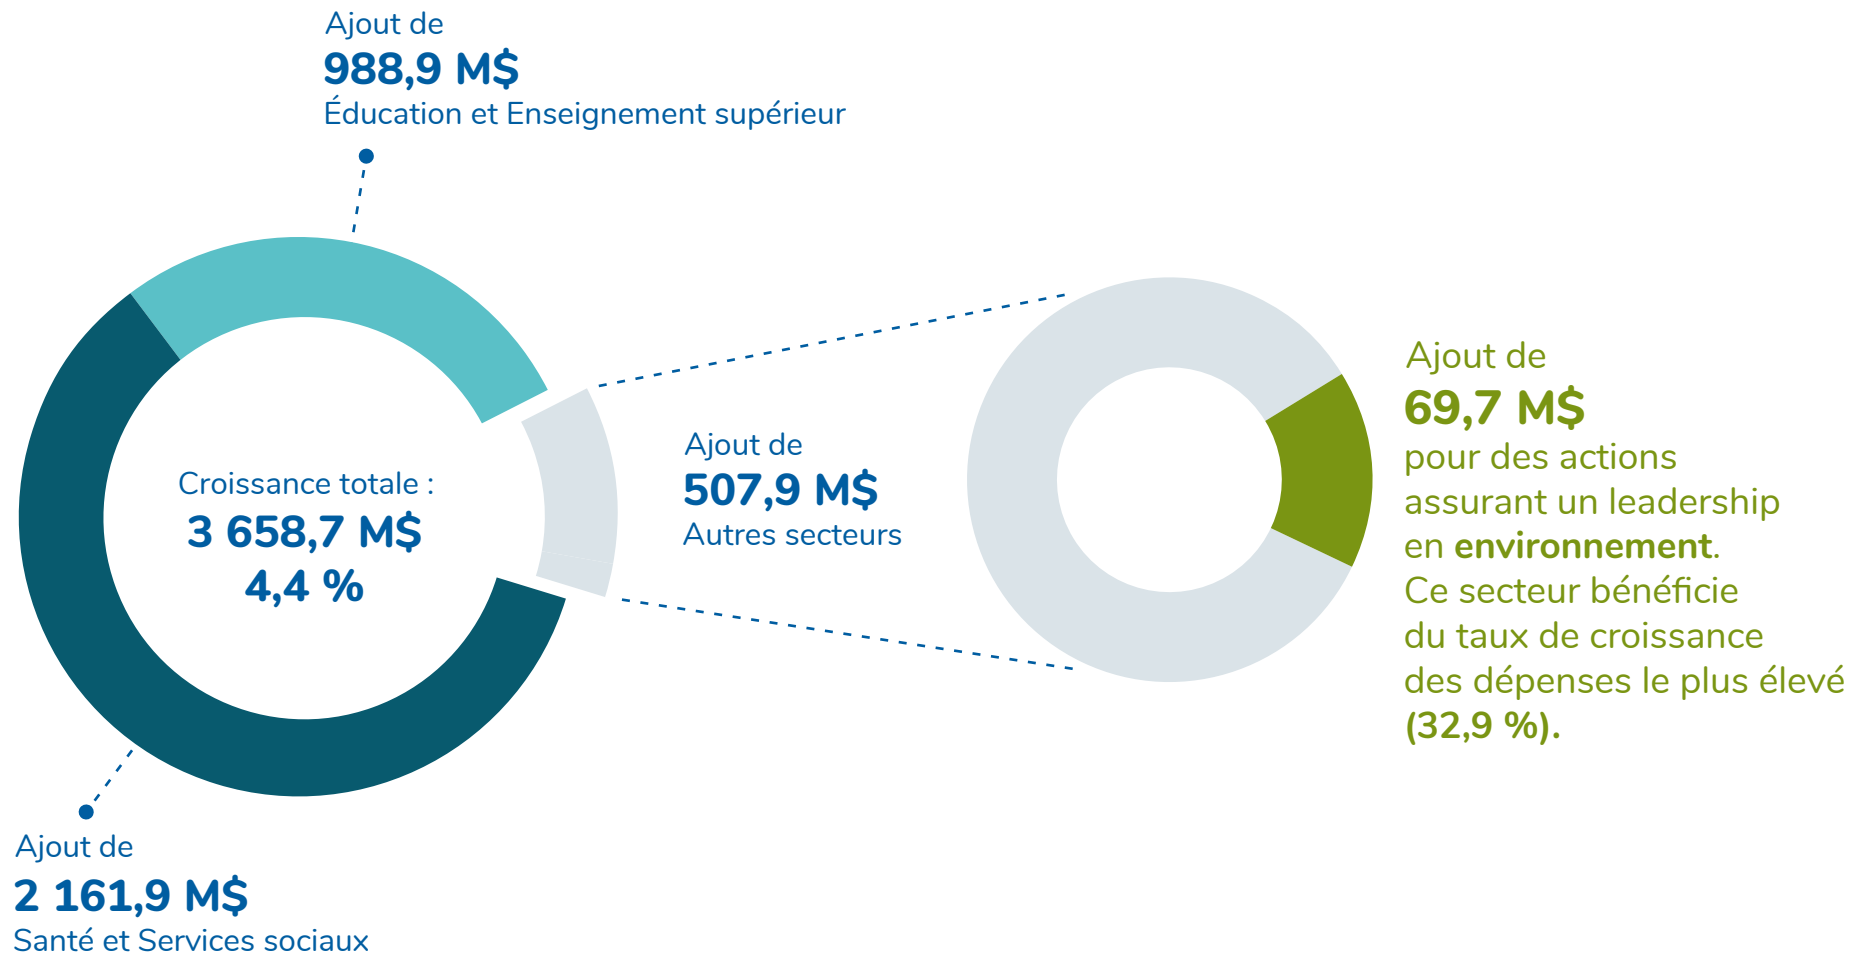 Ajout de
988,9 M$
Éducation et Enseignement supérieur
Croissance totale :
3 658,7 M$
4,4 %
Ajout de
507,9 M$
Autres secteurs
Ajout de
69,7 M$
pour des actions
assurant un leadership
en environnement.
Ce secteur bénéficie
du taux de croissance
des dépenses le plus élevé
(32,9 %).
Ajout de
2 161,9 M$
Santé et Services sociaux